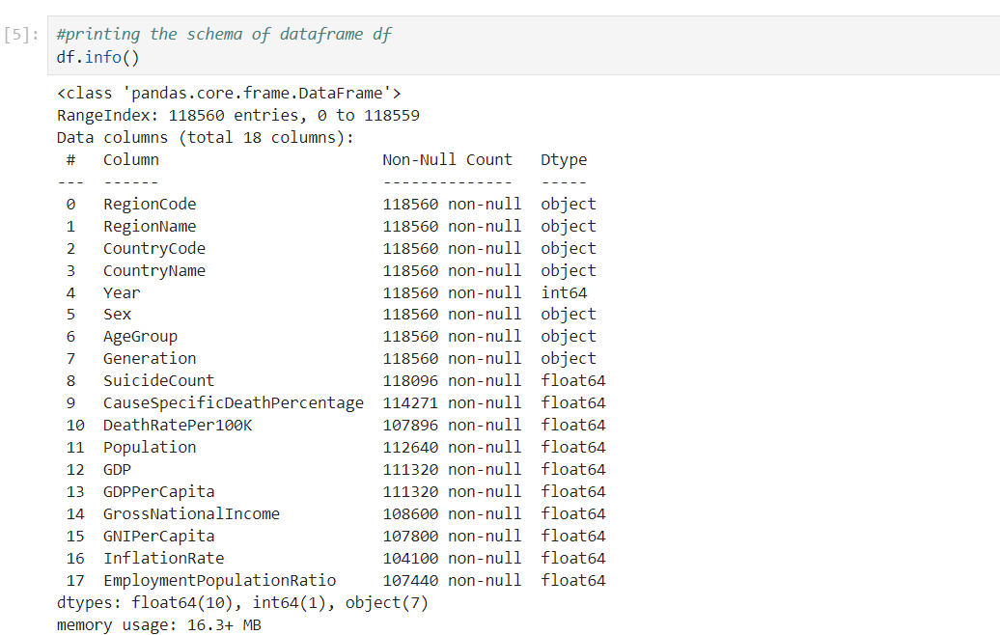 [5]: #printing the schema of dataframe df
df.info()
<class 'pandas.core.frame.DataFrame'>
RangeIndex: 118560 entries, 0 to 118559
Data columns (total 18 columns):
 #   Column                        Non-Null Count   Dtype
---  ------                        --------------   -----
 0   RegionCode                    118560 non-null  object
 1   RegionName                    118560 non-null  object
 2   CountryCode                   118560 non-null  object
 3   CountryName                   118560 non-null  object
 4   Year                          118560 non-null  int64
 5   Sex                           118560 non-null  object
 6   AgeGroup                      118560 non-null  object
 7   Generation                    118560 non-null  object
 8   SuicideCount                  118096 non-null  float64
 9   CauseSpecificDeathPercentage  114271 non-null  float64
 10  DeathRatePer100K              107896 non-null  float64
 11  Population                    112640 non-null  float64
 12  GDP                           111320 non-null  float64
 13  GDPPerCapita                  111320 non-null  float64
 14  GrossNationalIncome           108600 non-null  float64
 15  GNIPerCapita                  107800 non-null  float64
 16  InflationRate                 104100 non-null  float64
 17  EmploymentPopulationRatio     107440 non-null  float64
dtypes: float64(10), int64(1), object(7)
memory usage: 16.3+ MB